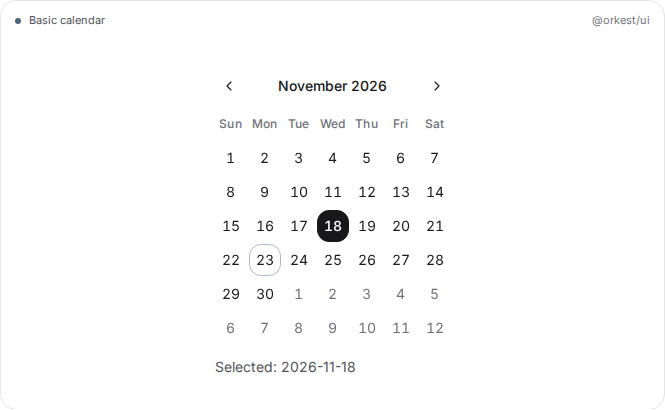 Basic calendar
@orkest/ui
November 2026
Sun Mon Tue Wed Thu Fri Sat
1 2 3 4 5 6 7
8 9 10 11 12 13 14
15 16 17 18 19 20 21
22 23 24 25 26 27 28
29 30 1 2 3 4 5
6 7 8 9 10 11 12
Selected: 2026-11-18